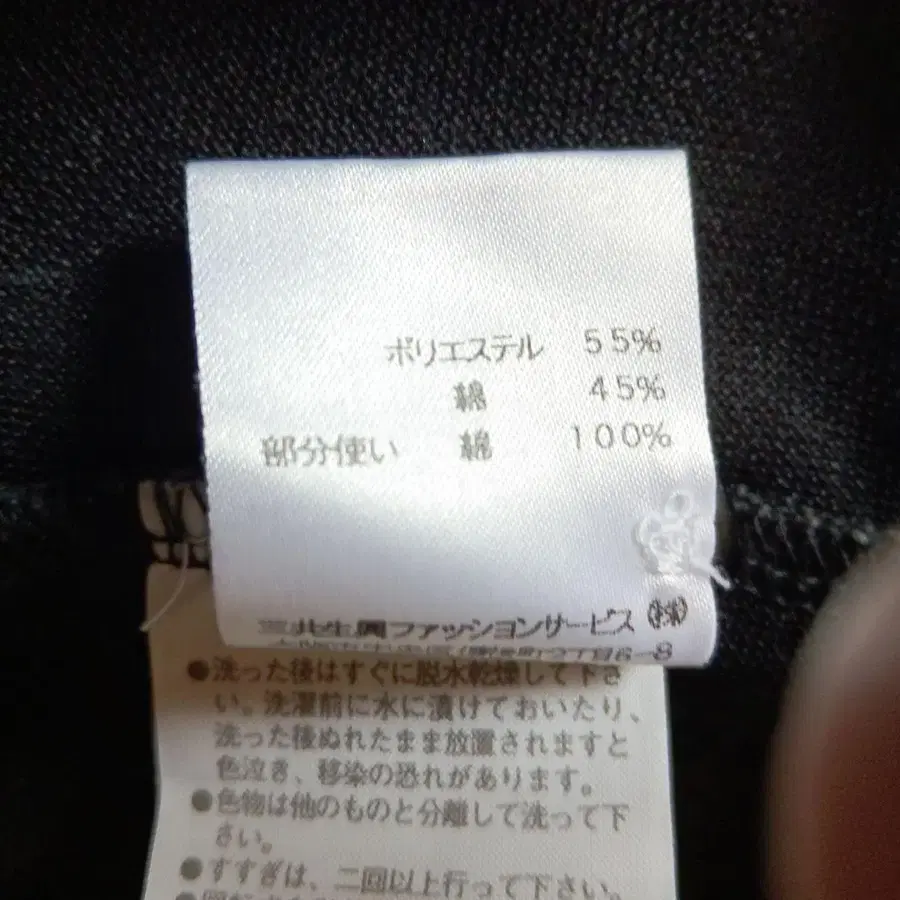 ポリエステル 55%
綿 45%
部分使い 綿 100%
三共生興ファッションサービス(株)
2丁目6-8
●洗った後はすぐに脱水乾燥して下さ
い。洗濯前に水に漬けておいたり、
洗った後ぬれたまま放置されますと
色泣き、移染の恐れがあります。
●色物は他のものと分離して洗って下
さい。
●すすぎは、二回以上行って下さい。